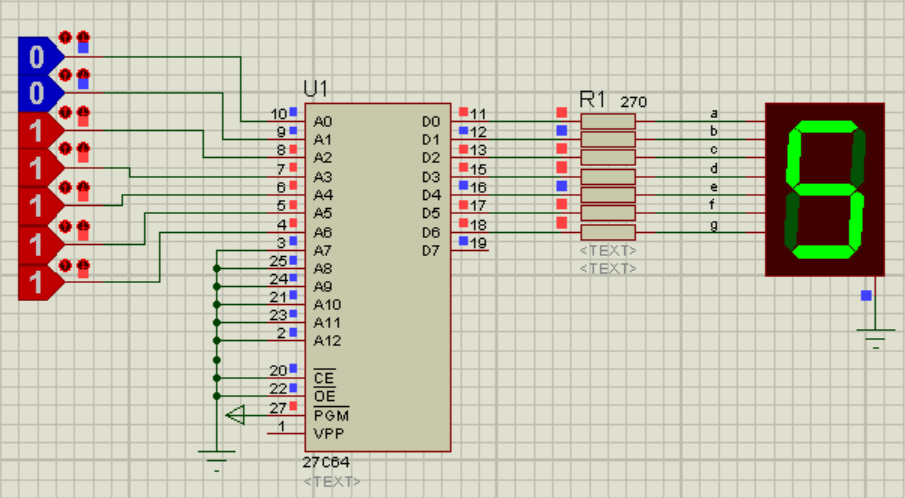 0
0
1
1
1
1
1
U1
10 A0
9 A1
8 A2
7 A3
6 A4
5 A5
4 A6
3 A7
25 A8
24 A9
21 A10
23 A11
2 A12
20 CE
22 OE
27 PGM
1 VPP
D0 11
D1 12
D2 13
D3 15
D4 16
D5 17
D6 18
D7 19
27C64
<TEXT>
R1 270
<TEXT>
<TEXT>
a
b
c
d
e
f
g
5